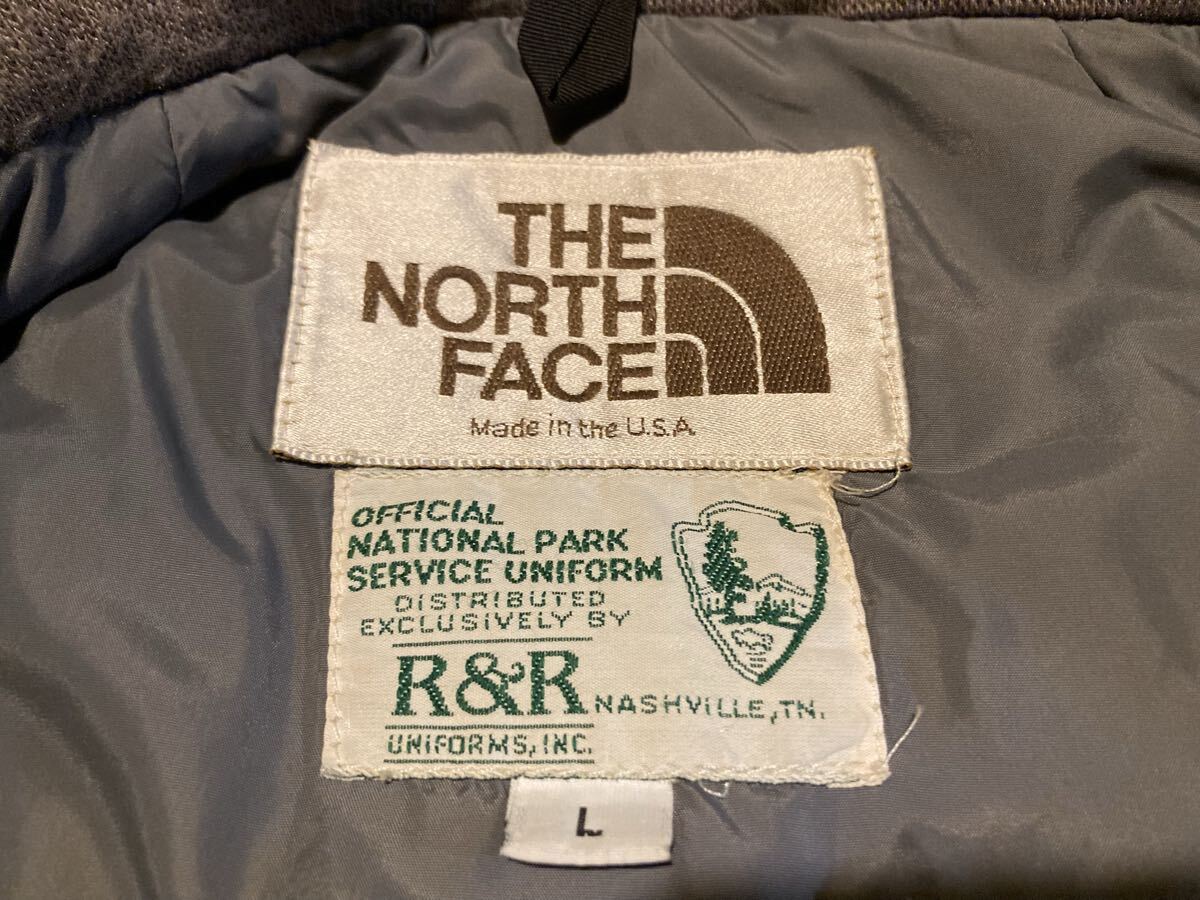 THE
NORTH
FACE
Made in the U.S.A.
OFFICIAL
NATIONAL PARK
SERVICE UNIFORM
DISTRIBUTED
EXCLUSIVELY BY
R&R NASHVILLE, TN.
UNIFORMS, INC.
L